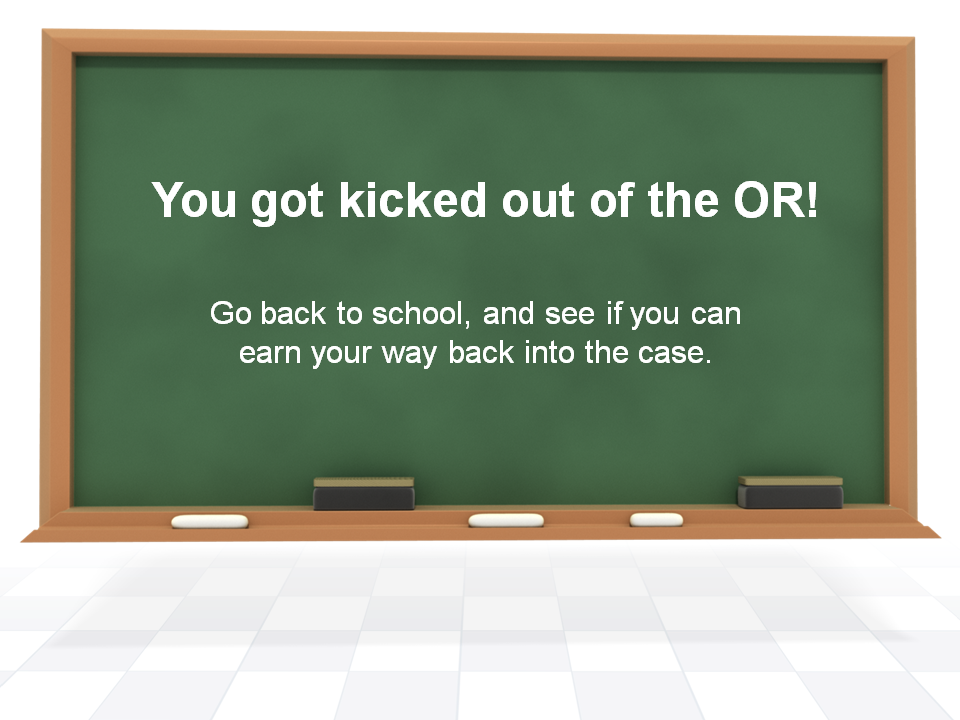 You got kicked out of the OR!
Go back to school, and see if you can
earn your way back into the case.